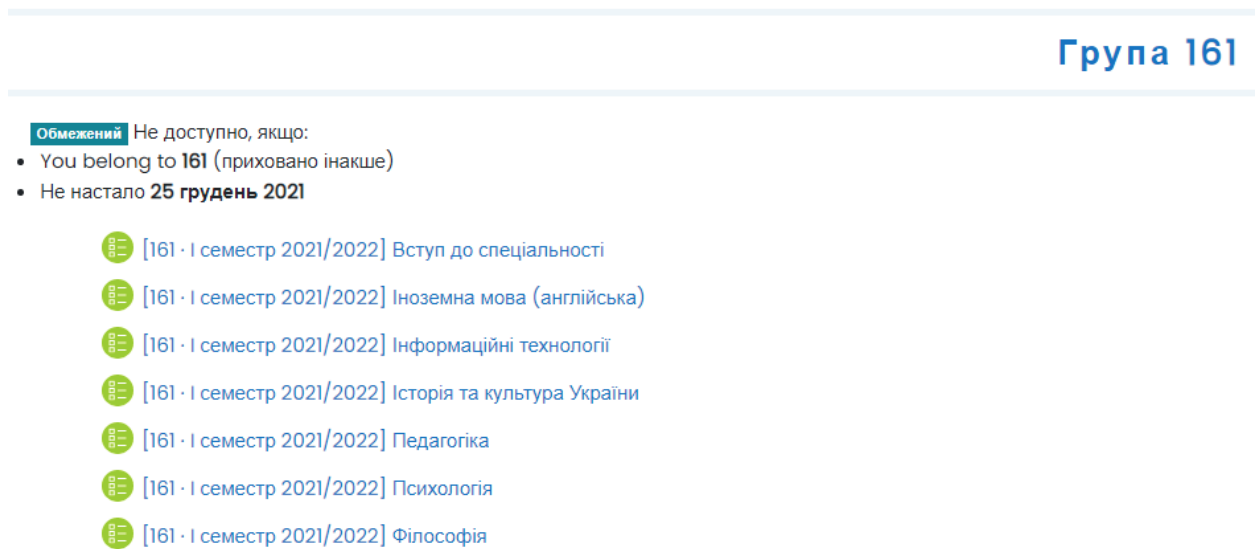 Група 161
Обмежений Не доступно, якщо:
You belong to 161 (приховано інакше)
Не настало 25 грудень 2021
[161 · І семестр 2021/2022] Вступ до спеціальності
[161 · І семестр 2021/2022] Іноземна мова (англійська)
[161 · І семестр 2021/2022] Інформаційні технології
[161 · І семестр 2021/2022] Історія та культура України
[161 · І семестр 2021/2022] Педагогіка
[161 · І семестр 2021/2022] Психологія
[161 · І семестр 2021/2022] Філософія